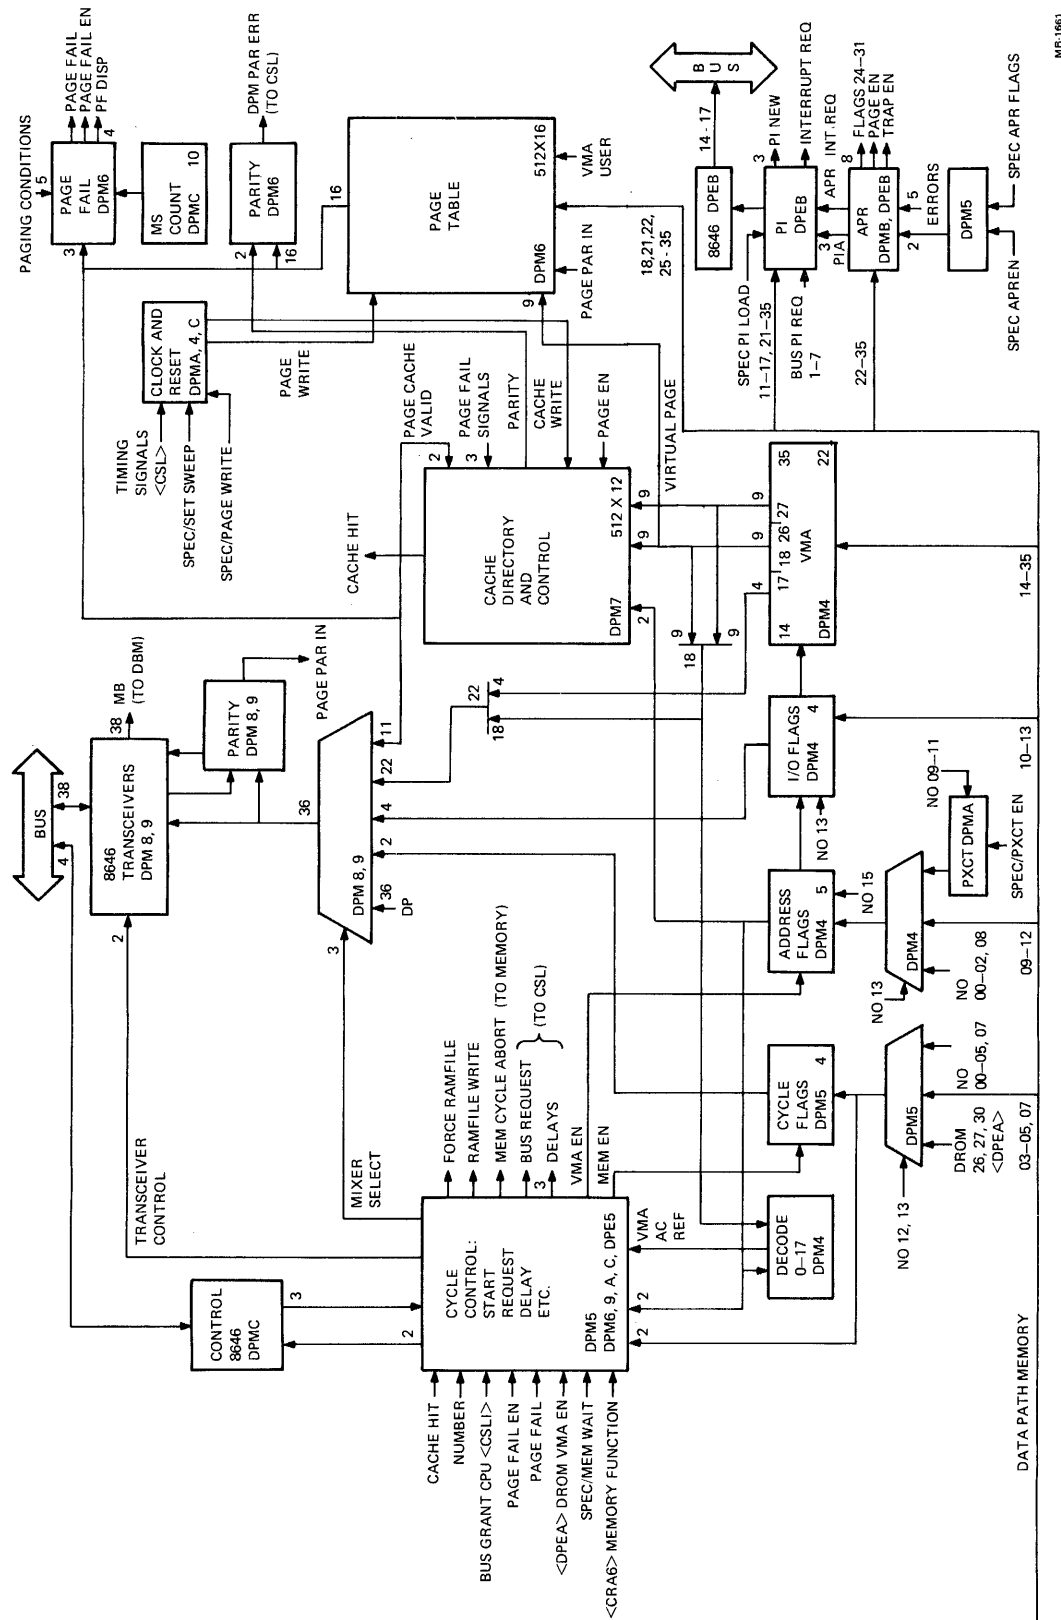 BUS
4
38
CONTROL
8646
DPMC
3
2
TRANSCEIVER
CONTROL
2
8646
TRANSCEIVERS
DPM 8, 9
38
MB
(TO DBM)
PARITY
DPM 8, 9
PAGE PAR IN
36
MIXER
SELECT
3
DPM 8, 9
36
DP
2
4
22
11
CACHE HIT
NUMBER
BUS GRANT CPU <CSLI>
PAGE FAIL EN
PAGE FAIL
<DPEA> DROM VMA EN
SPEC/MEM WAIT
<CRA6> MEMORY FUNCTION
CYCLE
CONTROL:
START
REQUEST
DELAY
ETC.
DPM5
DPM6, 9, A, C, DPE5
2
2
FORCE RAMFILE
RAMFILE WRITE
MEM CYCLE ABORT (TO MEMORY)
BUS REQUEST
3
DELAYS
(TO CSL)
VMA EN
MEM EN
VMA
AC
REF
DECODE
0–17
DPM4
CYCLE
FLAGS
DPM5
4
DPM5
NO 12, 13
DROM
26, 27, 30
<DPEA>
03–05, 07
NO
00–05, 07
ADDRESS
FLAGS
DPM4
5
NO 15
DPM4
NO 13
NO
00–02, 08
09–12
PXCT DPMA
NO 09–11
SPEC/PXCT EN
I/O FLAGS
DPM4
4
NO 13
10–13
18
22
4
18
9
9
14
17
18
26
27
35
VMA
DPM4
22
4
9
9
14–35
TIMING
SIGNALS
<CSL>
SPEC/SET SWEEP
SPEC/PAGE WRITE
CLOCK AND
RESET
DPMA, 4, C
PAGE
WRITE
CACHE HIT
CACHE
DIRECTORY
AND
CONTROL
DPM7
512 X 12
2
9
9
PAGE CACHE
VALID
2
PAGE FAIL
SIGNALS
3
PARITY
CACHE
WRITE
PAGE EN
VIRTUAL PAGE
PAGING CONDITIONS
5
3
PAGE
FAIL
DPM6
PAGE FAIL
PAGE FAIL EN
PF DISP
4
MS
COUNT
DPMC
10
2
16
PARITY
DPM6
DPM PAR ERR
(TO CSL)
16
PAGE
TABLE
DPM6
512X16
9
PAGE PAR IN
VMA
USER
18,21,22,
25 - 35
BUS
14 - 17
8646 DPEB
SPEC PI LOAD
11–17, 21–35
BUS PI REQ
1–7
PI
DPEB
3
PI NEW
INTERRUPT REQ
3
PIA
APR INT REQ
22–35
APR
DPMB, DPEB
8
FLAGS 24–31
PAGE EN
TRAP EN
2
5
ERRORS
DPM5
SPEC APREN
SPEC APR FLAGS
DATA PATH MEMORY
MR-1661